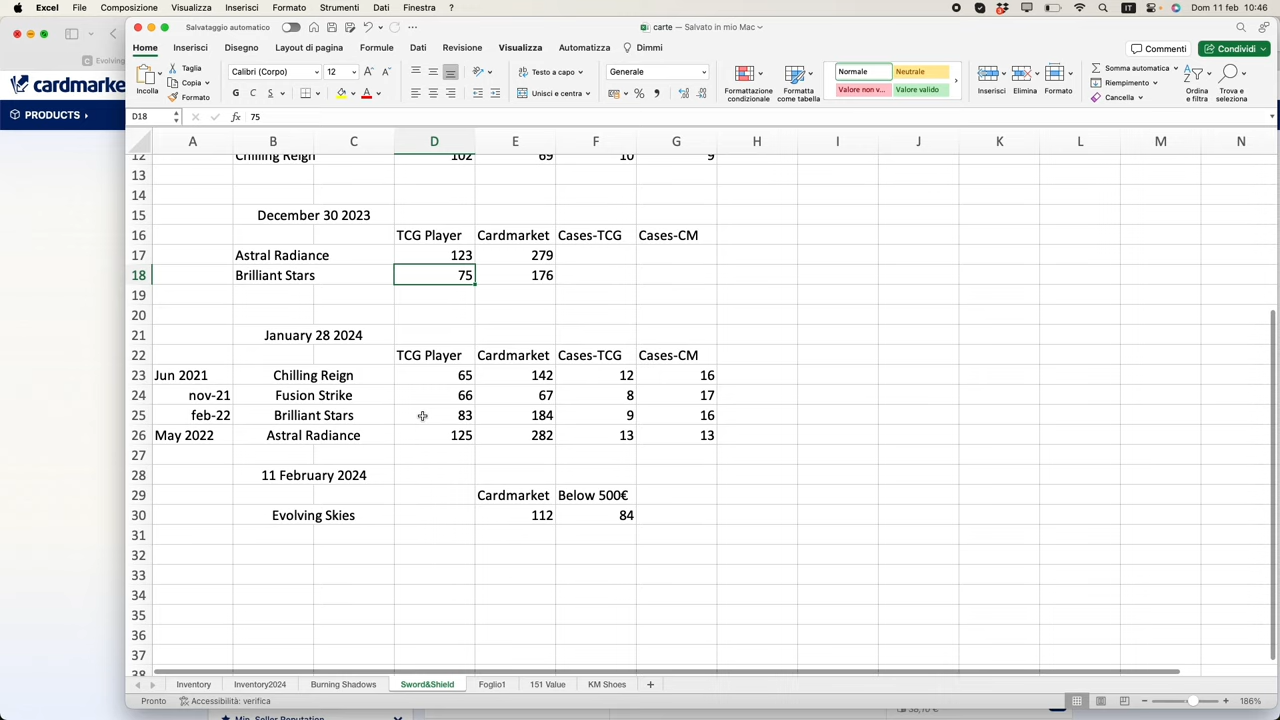 Excel File Modifica Visualizza Inserisci Formato Strumenti Dati Finestra Composizione Dom 11 feb 10:46
Salvataggio automatico carte — Salvato in mio Mac
Home Inserisci Disegno Layout di pagina Formule Dati Revisione Visualizza Automatizza Dimmi Commenti Condividi
Incolla Taglia Copia Formato
Calibri (Corpo) 12
G C S
Testo a capo
Unisci e centra
Generale
Formattazione condizionale
Formatta come tabella
Normale Neutrale
Valore non v... Valore valido
Inserisci Elimina Formato
Somma automatica
Riempimento
Cancella
Ordina e filtra
Trova e seleziona
Evolving
cardmarke
PRODUCTS
D18 fx 75
A B C D E F G H I J K L M N
12 Chilling Reign 102 69 10 9
13
14
15 December 30 2023
16 TCG Player Cardmarket Cases-TCG Cases-CM
17 Astral Radiance 123 279
18 Brilliant Stars 75 176
19
20
21 January 28 2024
22 TCG Player Cardmarket Cases-TCG Cases-CM
23 Jun 2021 Chilling Reign 65 142 12 16
24 nov-21 Fusion Strike 66 67 8 17
25 feb-22 Brilliant Stars 83 184 9 16
26 May 2022 Astral Radiance 125 282 13 13
27
28 11 February 2024
29 Cardmarket Below 500€
30 Evolving Skies 112 84
31
32
33
34
35
36
37
38
Inventory Inventory2024 Burning Shadows Sword&Shield Foglio1 151 Value KM Shoes
Pronto Accessibilità: verifica 186%
Min. Seller Reputation